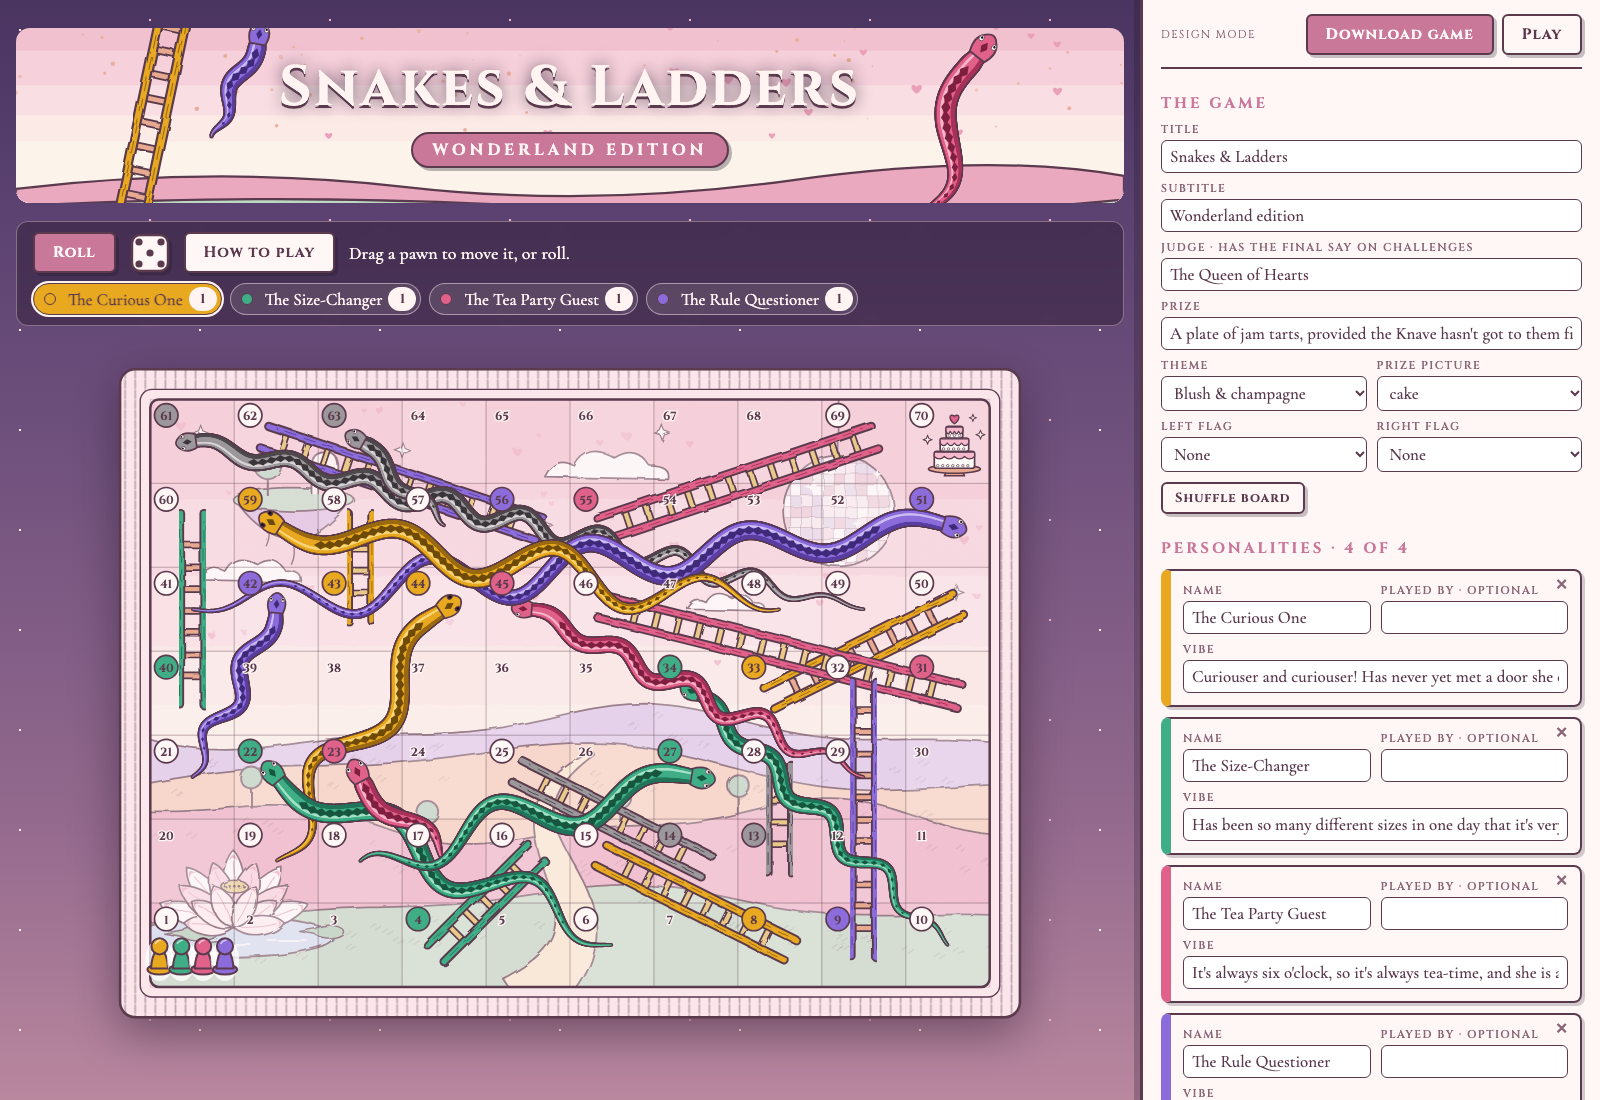 Snakes & Ladders
Wonderland edition
Roll
How to play
Drag a pawn to move it, or roll.
The Curious One 1
The Size-Changer 1
The Tea Party Guest 1
The Rule Questioner 1
61 62 63 64 65 66 67 68 69 70
60 59 58 57 56 55 54 53 52 51
41 42 43 44 45 46 47 48 49 50
40 39 38 37 36 35 34 33 32 31
21 22 23 24 25 26 27 28 29 30
20 19 18 17 16 15 14 13 12 11
1 2 3 4 5 6 7 8 9 10
DESIGN MODE
Download game
Play
THE GAME
TITLE
Snakes & Ladders
SUBTITLE
Wonderland edition
JUDGE · HAS THE FINAL SAY ON CHALLENGES
The Queen of Hearts
PRIZE
A plate of jam tarts, provided the Knave hasn't got to them fi
THEME
Blush & champagne
PRIZE PICTURE
cake
LEFT FLAG
None
RIGHT FLAG
None
Shuffle board
PERSONALITIES · 4 OF 4
NAME
The Curious One
PLAYED BY · OPTIONAL
VIBE
Curiouser and curiouser! Has never yet met a door she
NAME
The Size-Changer
PLAYED BY · OPTIONAL
VIBE
Has been so many different sizes in one day that it's very
NAME
The Tea Party Guest
PLAYED BY · OPTIONAL
VIBE
It's always six o'clock, so it's always tea-time, and she is a
NAME
The Rule Questioner
PLAYED BY · OPTIONAL
VIBE